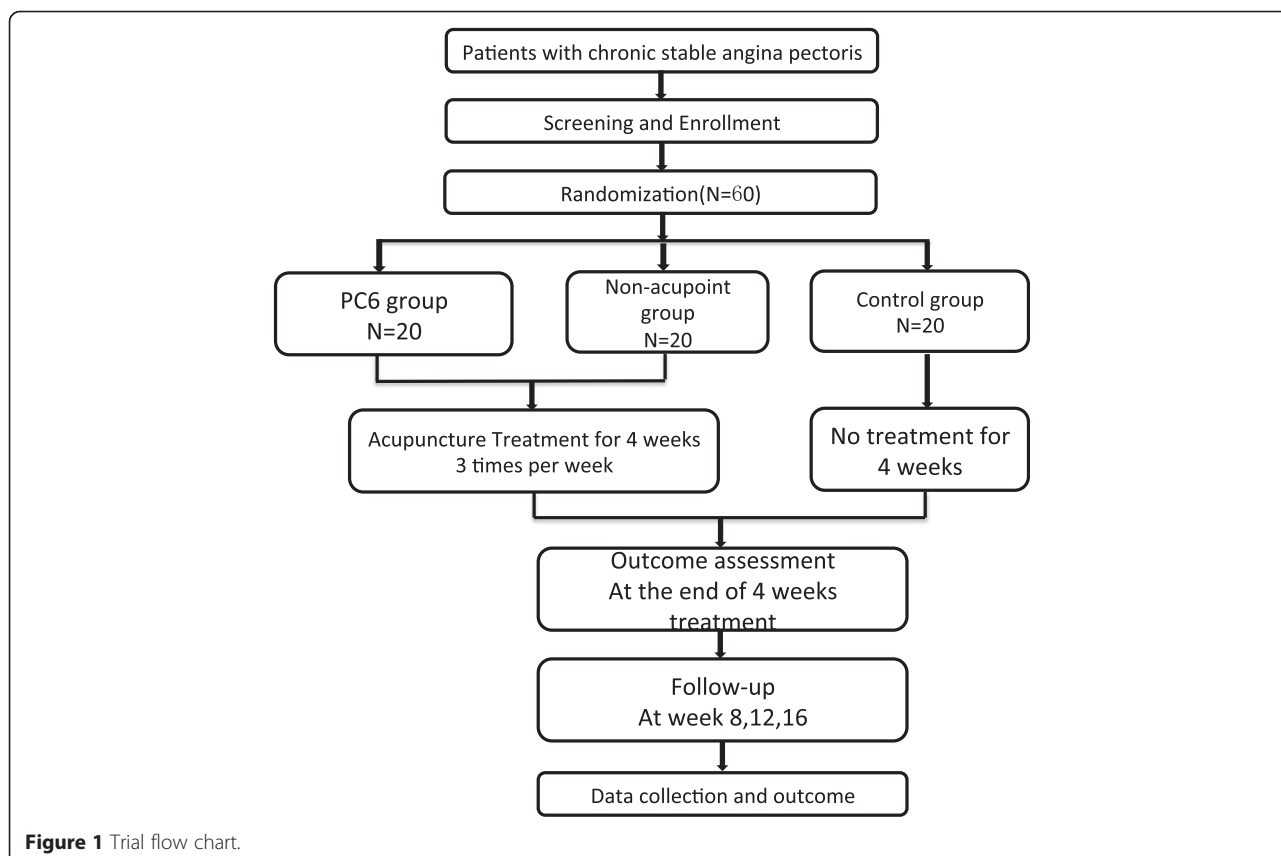 Patients with chronic stable angina pectoris
Screening and Enrollment
Randomization(N=60)
PC6 group
N=20
Non-acupoint
group
N=20
Control group
N=20
Acupuncture Treatment for 4 weeks
3 times per week
No treatment for
4 weeks
Outcome assessment
At the end of 4 weeks
treatment
Follow-up
At week 8,12,16
Data collection and outcome
Figure 1 Trial flow chart.